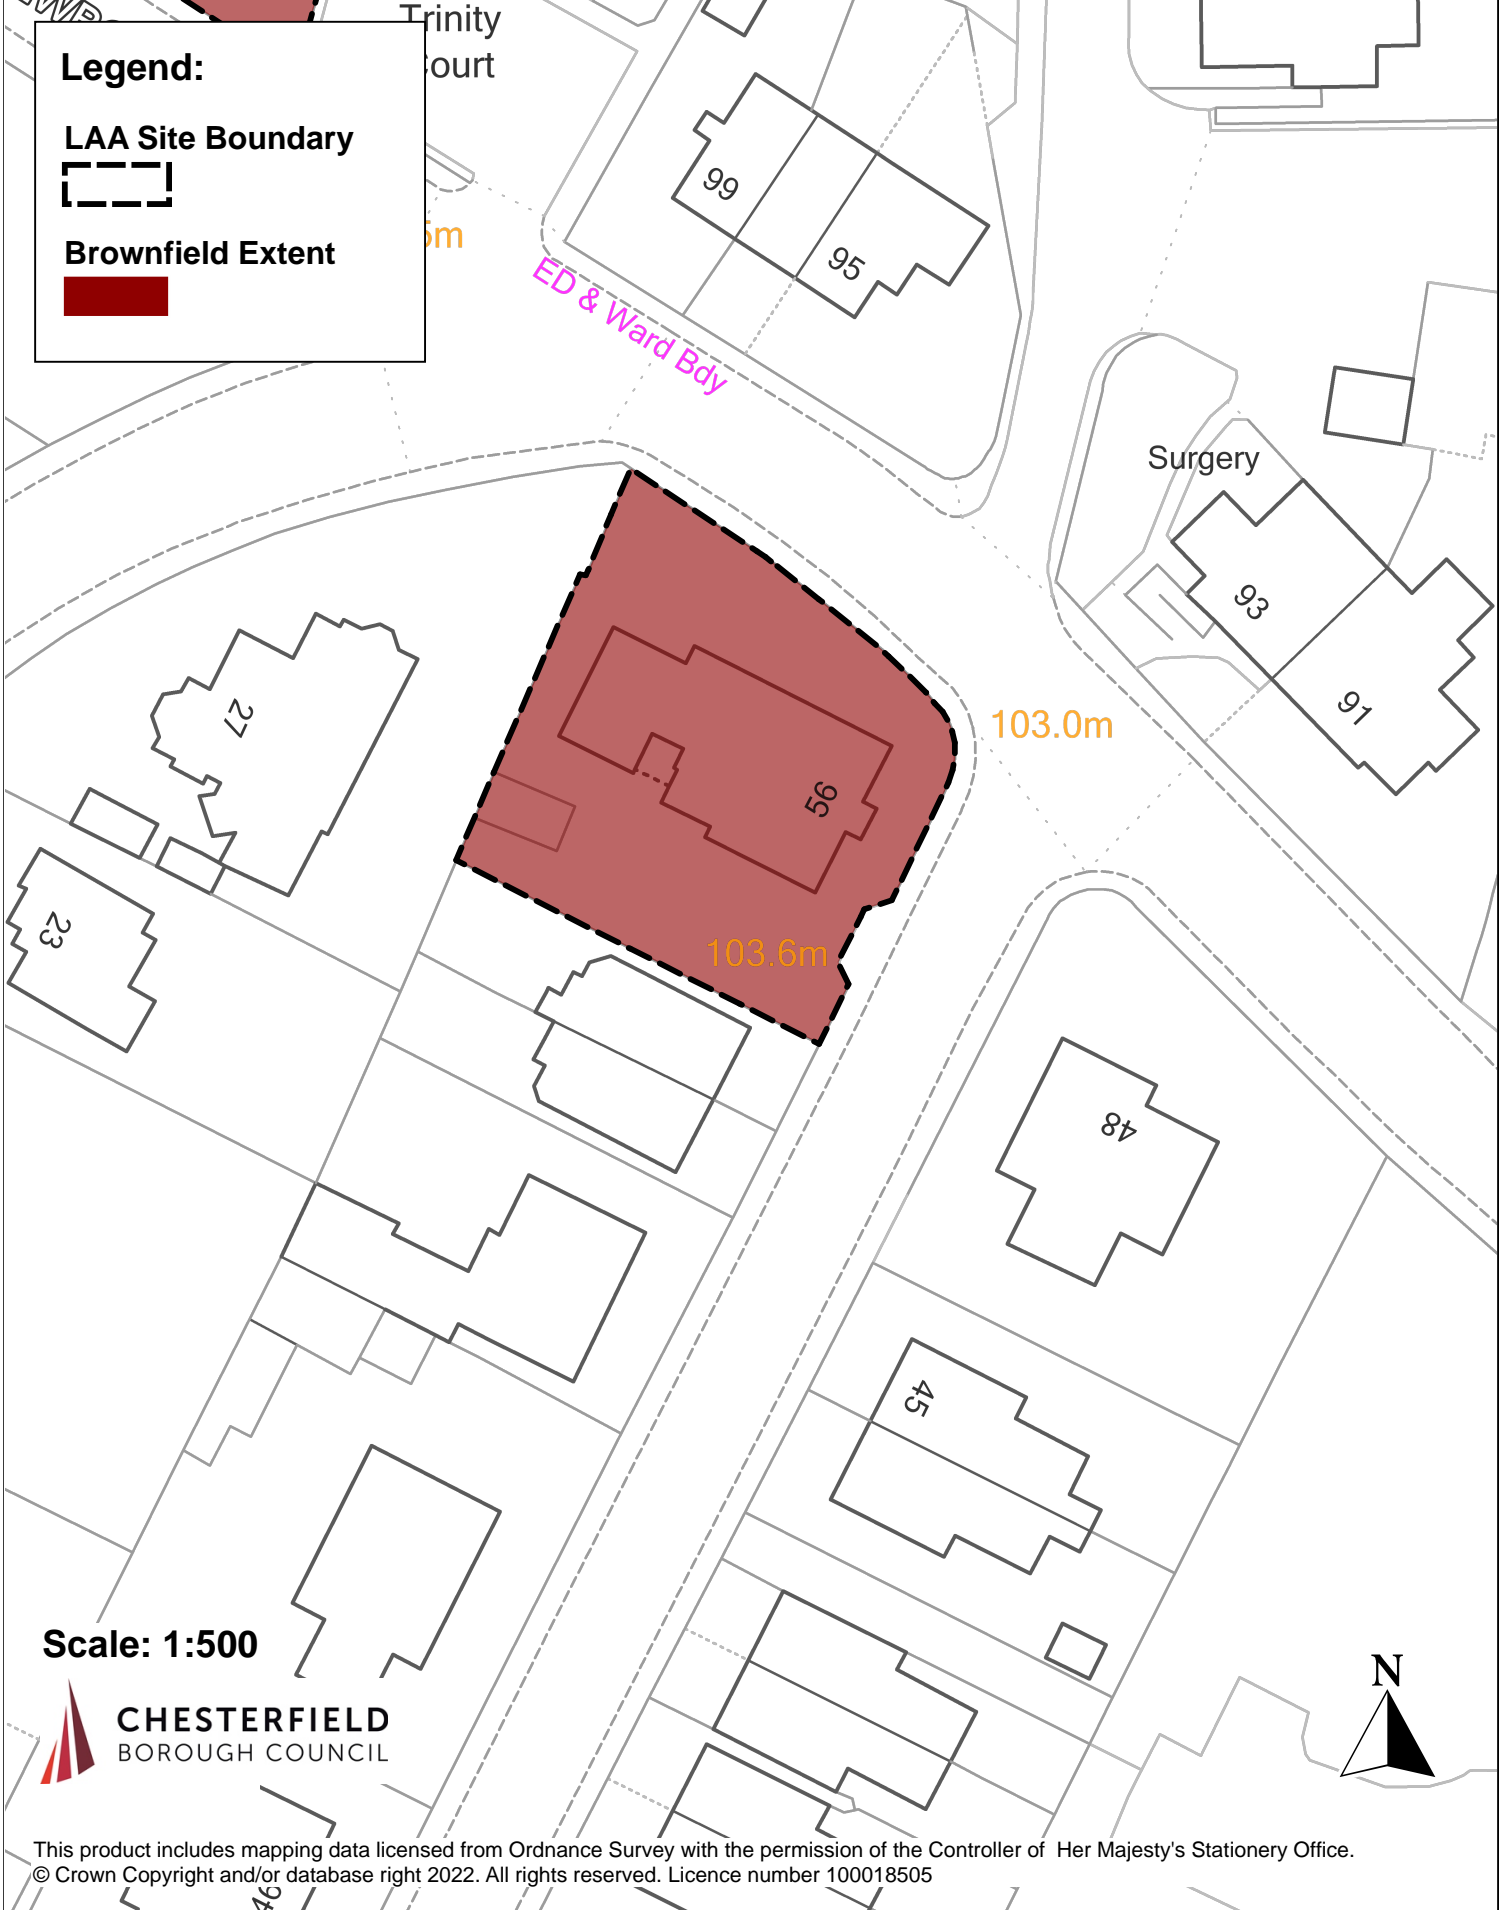 Trinity
Court
Legend:
LAA Site Boundary
Brownfield Extent
5m
99
95
ED & Ward Bdy
Surgery
93
91
27
103.0m
56
23
103.6m
48
45
Scale: 1:500
N
CHESTERFIELD
BOROUGH COUNCIL
This product includes mapping data licensed from Ordnance Survey with the permission of the Controller of Her Majesty's Stationery Office.
© Crown Copyright and/or database right 2022. All rights reserved. Licence number 100018505
46